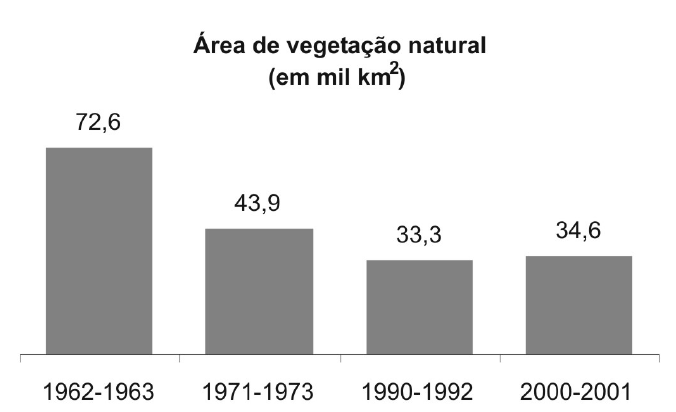 Área de vegetação natural
(em mil km²)
72,6
43,9
33,3
34,6
1962-1963 1971-1973 1990-1992 2000-2001